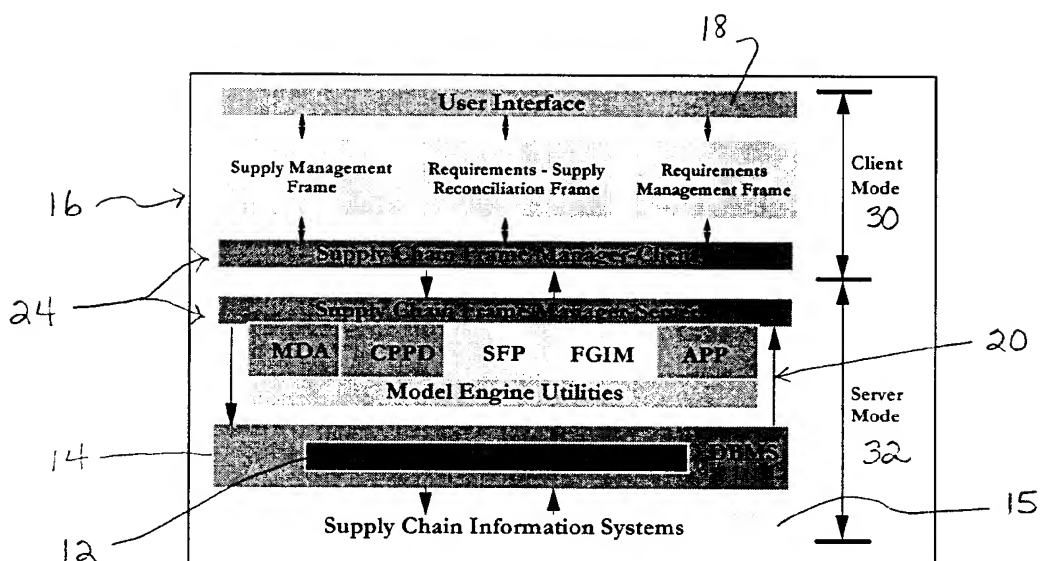 18
User Interface
Supply Management
Frame
Requirements - Supply
Reconciliation Frame
Requirements
Management Frame
Client
Mode
30
16
Supply Chain Frame Manager-Client
24
Supply Chain Frame Manager-Server
MDA
CPPD
SFP
FGIM
APP
20
Model Engine Utilities
Server
Mode
32
14
DBMS
15
Supply Chain Information Systems
12